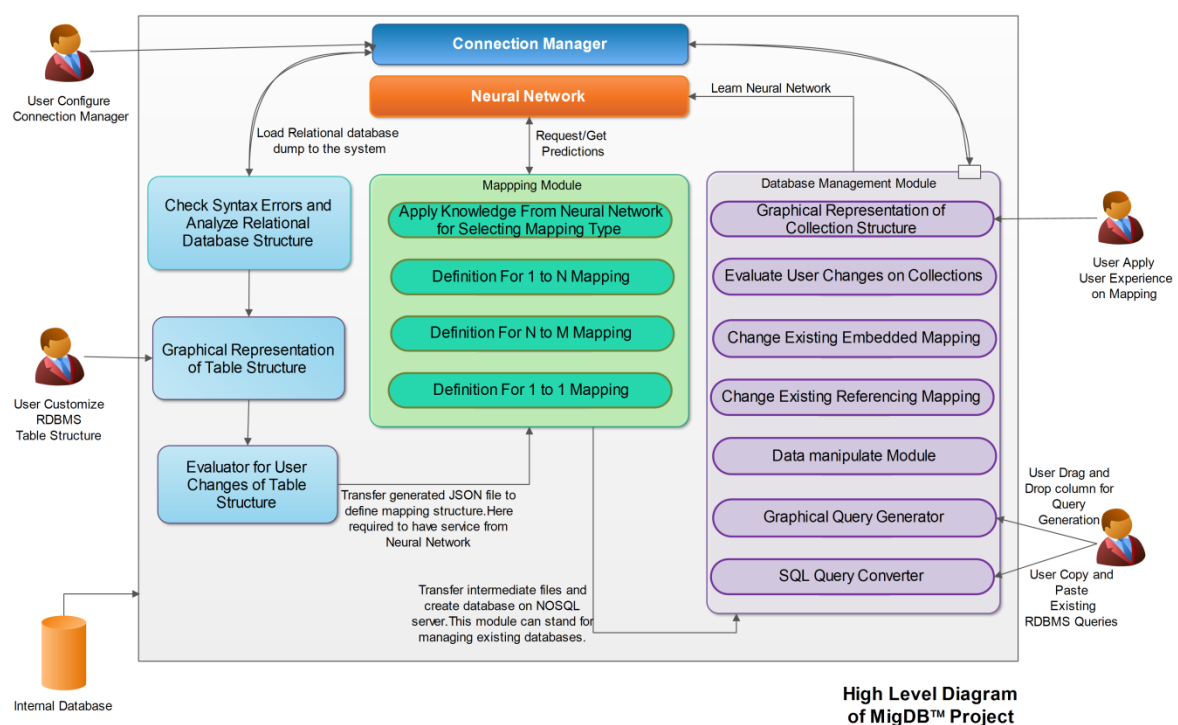 Connection Manager
Neural Network
Learn Neural Network
User Configure
Connection Manager
Load Relational database
dump to the system
Request/Get
Predictions
Check Syntax Errors and
Analyze Relational
Database Structure
Graphical Representation
of Table Structure
Evaluator for User
Changes of Table
Structure
User Customize
RDBMS
Table Structure
Mappping Module
Apply Knowledge From Neural Network
for Selecting Mapping Type
Definition For 1 to N Mapping
Definition For N to M Mapping
Definition For 1 to 1 Mapping
Transfer generated JSON file to
define mapping structure.Here
required to have service from
Neural Network
Transfer intermediate files and
create database on NOSQL
server.This module can stand for
managing existing databases.
Database Management Module
Graphical Representation of
Collection Structure
Evaluate User Changes on Collections
Change Existing Embedded Mapping
Change Existing Referencing Mapping
Data manipulate Module
Graphical Query Generator
SQL Query Converter
User Apply
User Experience
on Mapping
User Drag and
Drop column for
Query
Generation
User Copy and
Paste
Existing
RDBMS Queries
Internal Database
High Level Diagram
of MigDB™ Project